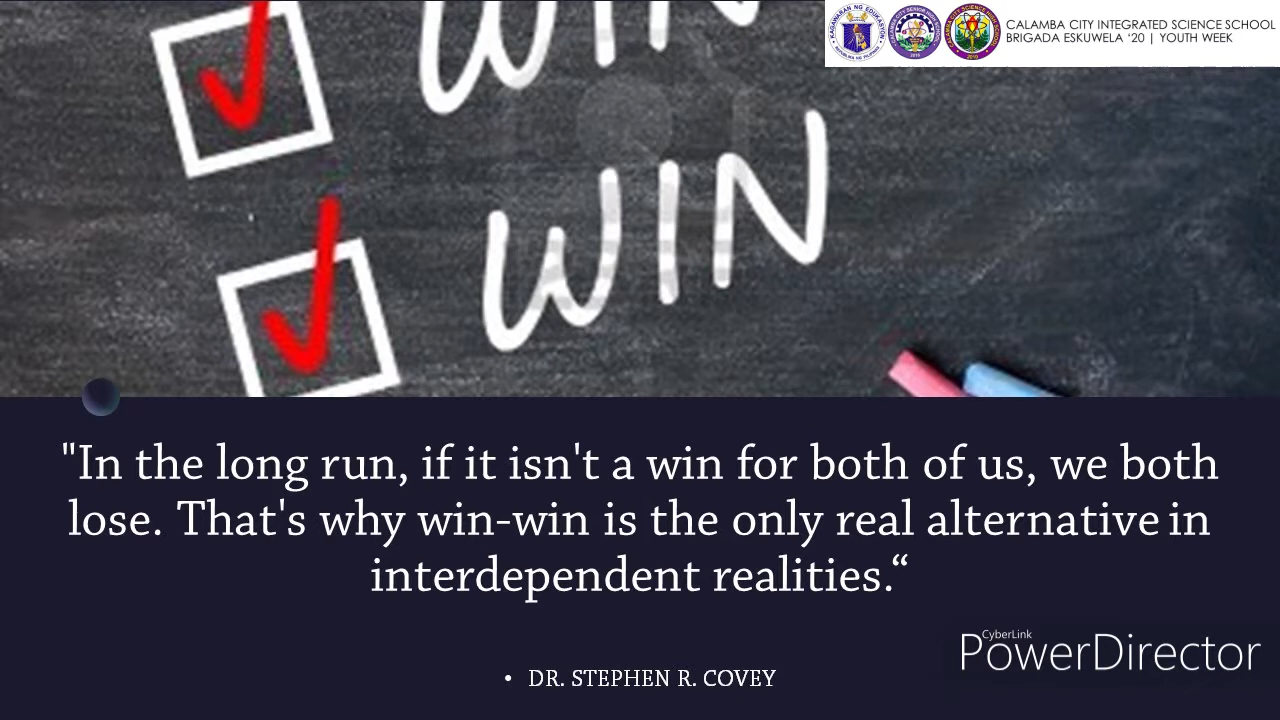 WIN
WIN
CALAMBA CITY INTEGRATED SCIENCE SCHOOL
BRIGADA ESKUWELA ‘20 | YOUTH WEEK
"In the long run, if it isn't a win for both of us, we both
lose. That's why win-win is the only real alternative in
interdependent realities.“
• DR. STEPHEN R. COVEY
CyberLink
PowerDirector